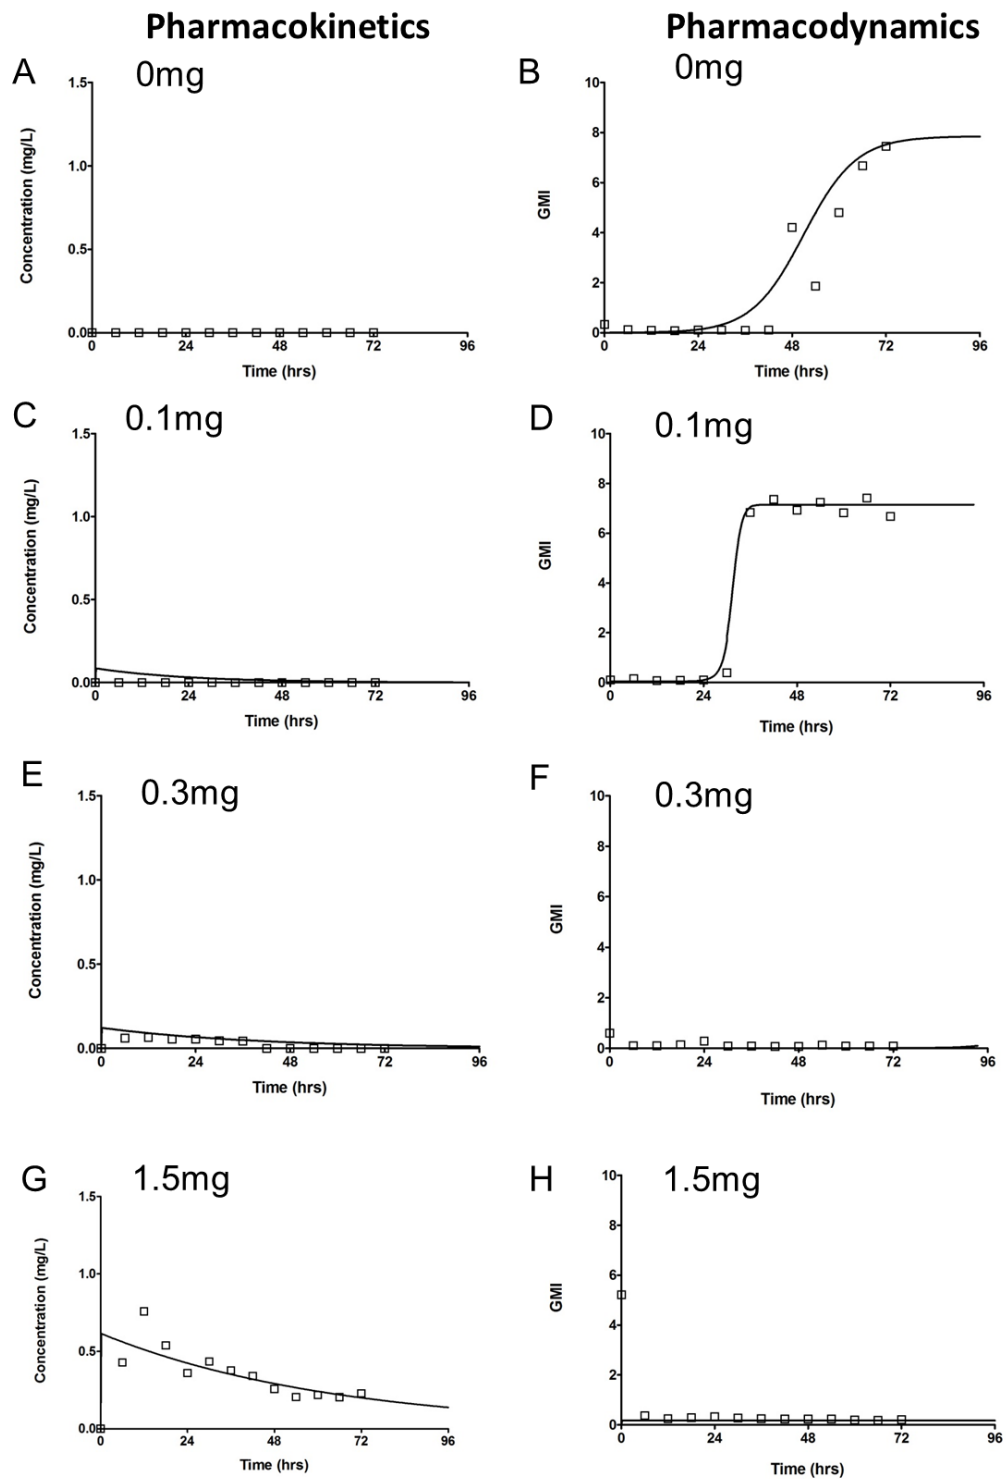 Pharmacokinetics
Pharmacodynamics
A
0mg
1.5
1.0
0.5
0.0
Concentration (mg/L)
0 24 48 72 96
Time (hrs)
B
0mg
10
8
6
4
2
0
GMI
0 24 48 72 96
Time (hrs)
C
0.1mg
1.5
1.0
0.5
0.0
Concentration (mg/L)
0 24 48 72 96
Time (hrs)
D
0.1mg
10
8
6
4
2
0
GMI
0 24 48 72 96
Time (hrs)
E
0.3mg
1.5
1.0
0.5
0.0
Concentration (mg/L)
0 24 48 72 96
Time (hrs)
F
0.3mg
10
8
6
4
2
0
GMI
0 24 48 72 96
Time (hrs)
G
1.5mg
1.5
1.0
0.5
0.0
Concentration (mg/L)
0 24 48 72 96
Time (hrs)
H
1.5mg
10
8
6
4
2
0
GMI
0 24 48 72 96
Time (hrs)